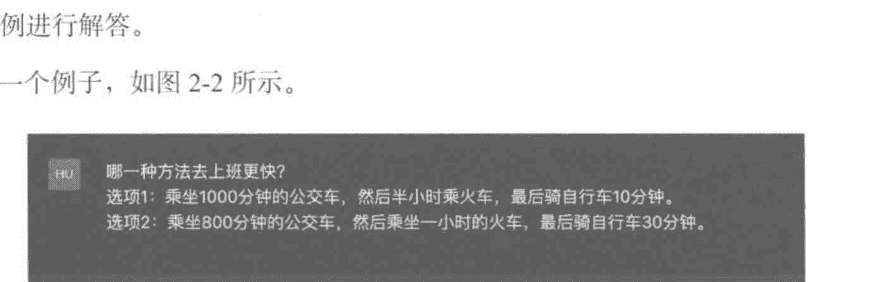 例进行解答。
一个例子，如图 2-2 所示。
HU
哪一种方法去上班更快？
选项1：乘坐1000分钟的公交车，然后半小时乘火车，最后骑自行车10分钟。
选项2：乘坐800分钟的公交车，然后乘坐一小时的火车，最后骑自行车30分钟。